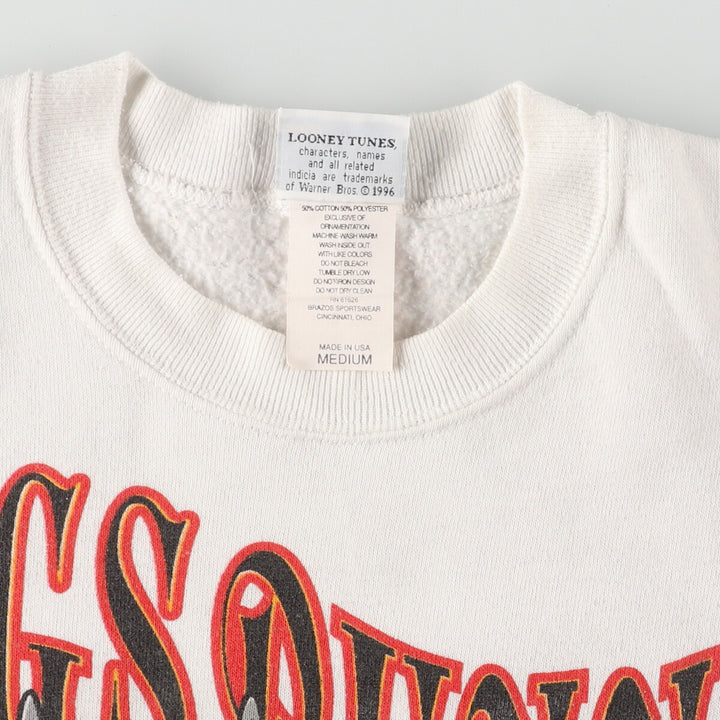 LOONEY TUNES,
characters, names
and all related
indicia are trademarks
of Warner Bros. © 1996
50% COTTON 50% POLYESTER
EXCLUSIVE OF
ORNAMENTATION
MACHINE-WASH WARM
WASH INSIDE OUT
WITH LIKE COLORS
DO NOT BLEACH
TUMBLE DRY LOW
DO NOT IRON DESIGN
DO NOT DRY CLEAN
RN 61626
BRAZOS SPORTSWEAR
CINCINNATI, OHIO
MADE IN USA
MEDIUM